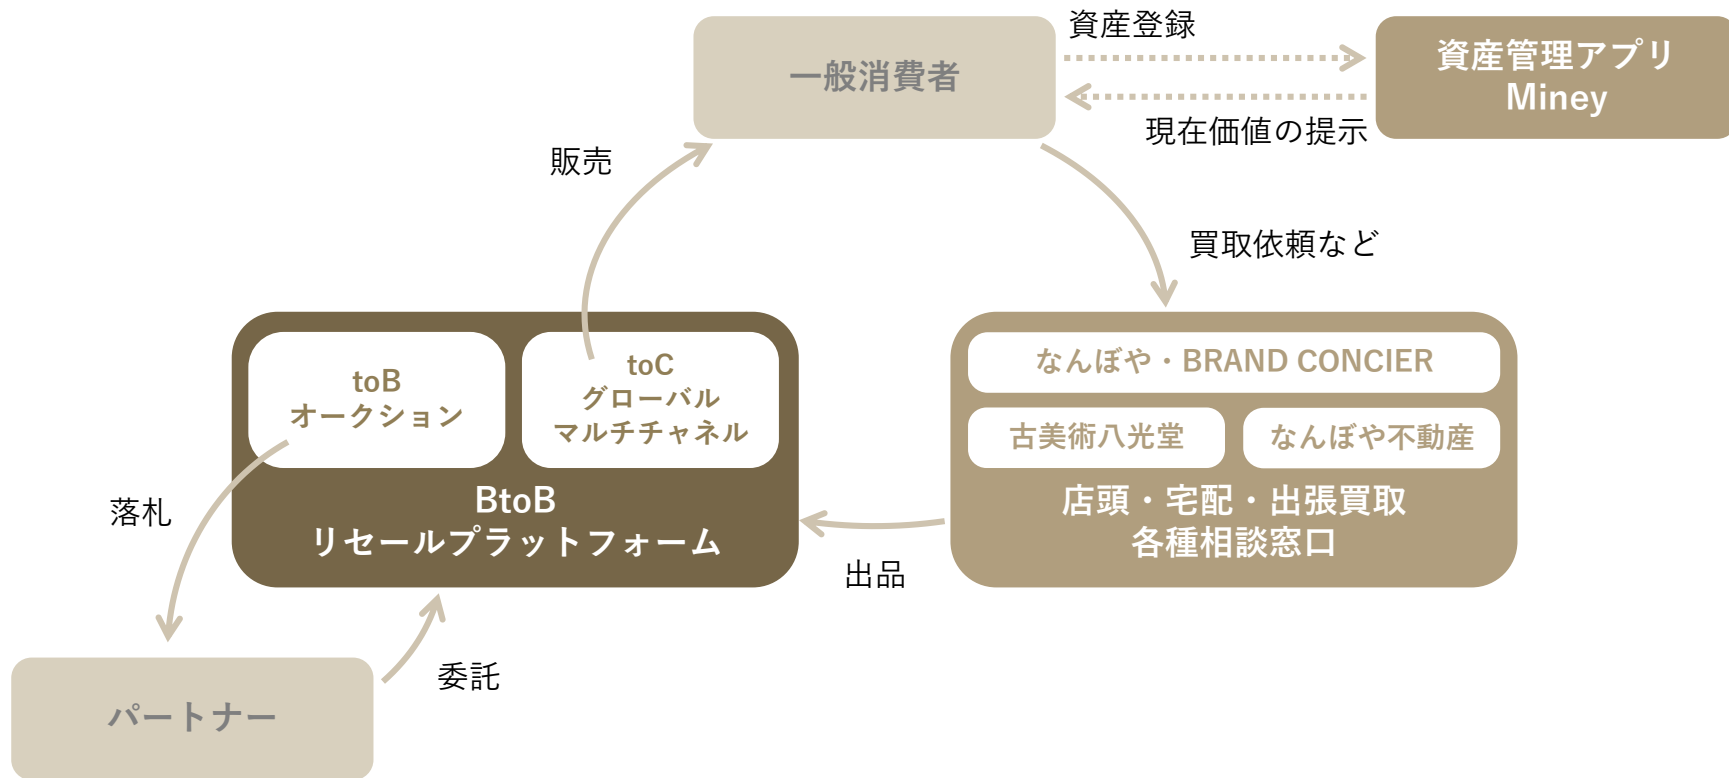 資産登録
一般消費者
資産管理アプリ
Miney
現在価値の提示
販売
買取依頼など
toB
オークション
toC
グローバル
マルチチャネル
BtoB
リセールプラットフォーム
なんぼや・BRAND CONCIER
古美術八光堂
なんぼや不動産
店頭・宅配・出張買取
各種相談窓口
落札
出品
委託
パートナー